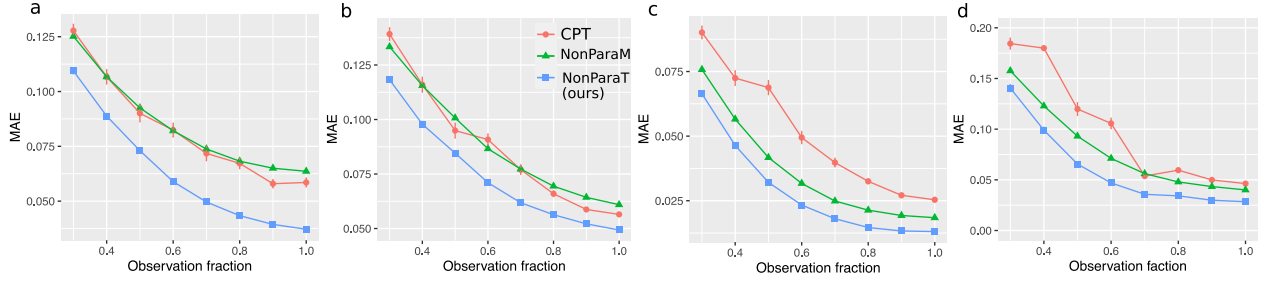 a
0.125
0.100
0.075
0.050
MAE
0.4
0.6
0.8
1.0
Observation fraction
b
0.125
0.100
0.075
0.050
MAE
CPT
NonParaM
NonParaT
(ours)
0.4
0.6
0.8
1.0
Observation fraction
c
0.075
0.050
0.025
MAE
0.4
0.6
0.8
1.0
Observation fraction
d
0.20
0.15
0.10
0.05
0.00
MAE
0.4
0.6
0.8
1.0
Observation faction